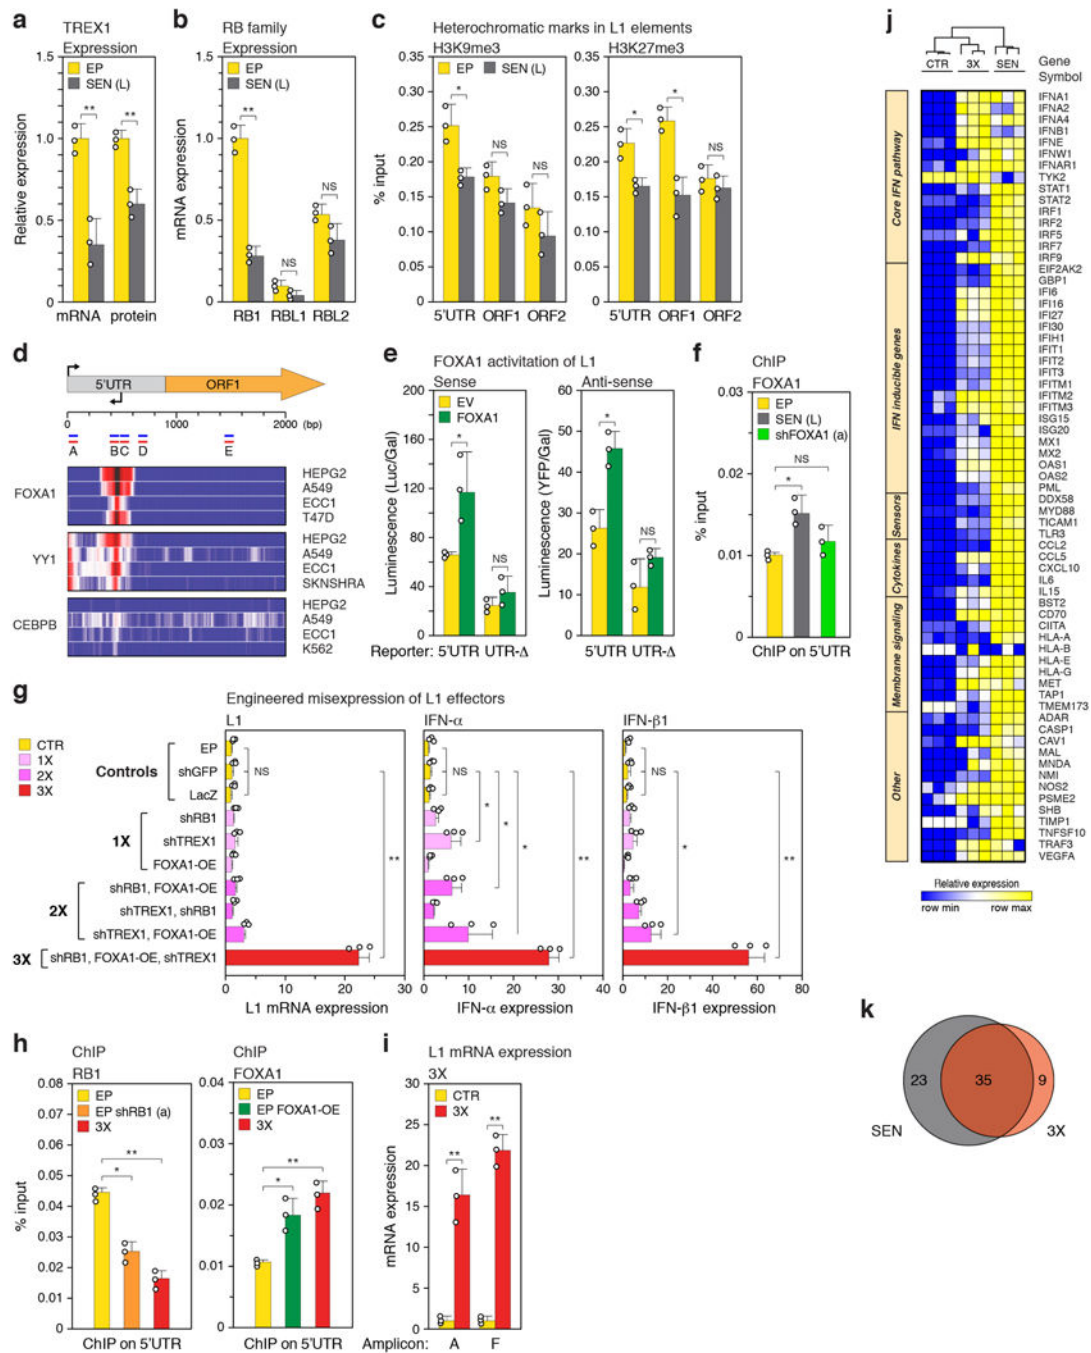 a
TREX1
Expression
EP
SEN (L)
**
**
Relative expression
1.0
0.5
0
mRNA protein
b
RB family
Expression
EP
SEN (L)
**
NS
NS
mRNA expression
1.0
0.5
0
RB1 RBL1 RBL2
c
Heterochromatic marks in L1 elements
H3K9me3
H3K27me3
EP
SEN (L)
*
NS
NS
*
*
NS
% input
0.35
0.30
0.25
0.20
0.15
0.10
0.05
0.00
5'UTR ORF1 ORF2
5'UTR ORF1 ORF2
d
5'UTR
ORF1
0 1000 2000 (bp)
A B C D E
FOXA1
HEPG2
A549
ECC1
T47D
YY1
HEPG2
A549
ECC1
SKNSHRA
CEBPB
HEPG2
A549
ECC1
K562
e
FOXA1 activitation of L1
Sense
Anti-sense
EV
FOXA1
*
NS
Luminescence (Luc/Gal)
200
160
120
80
40
0
*
NS
Luminescence (YFP/Gal)
60
50
40
30
20
10
0
Reporter: 5'UTR UTR-Δ
5'UTR UTR-Δ
f
ChIP
FOXA1
EP
SEN (L)
shFOXA1 (a)
NS
*
% input
0.03
0.02
0.01
0
ChIP on 5'UTR
g
Engineered misexpression of L1 effectors
L1
IFN-α
IFN-β1
CTR
1X
2X
3X
Controls
EP
shGFP
LacZ
1X
shRB1
shTREX1
FOXA1-OE
2X
shRB1, FOXA1-OE
shTREX1, shRB1
shTREX1, FOXA1-OE
3X
shRB1, FOXA1-OE, shTREX1
NS
**
NS
*
*
*
**
NS
*
**
0 10 20 30
L1 mRNA expression
0 10 20 30 40
IFN-α expression
0 20 40 60 80
IFN-β1 expression
h
ChIP
RB1
EP
EP shRB1 (a)
3X
**
*
% input
0.08
0.07
0.06
0.05
0.04
0.03
0.02
0.01
0
ChIP on 5'UTR
ChIP
FOXA1
EP
EP FOXA1-OE
3X
**
*
0.04
0.03
0.02
0.01
0.00
ChIP on 5'UTR
i
L1 mRNA expression
3X
CTR
3X
**
**
mRNA expression
30
25
20
15
10
5
0
Amplicon: A F
j
CTR 3X SEN
Gene
Symbol
Core IFN pathway
IFNA1
IFNA2
IFNA4
IFNB1
IFNE
IFNW1
IFNAR1
TYK2
STAT1
STAT2
IRF1
IRF2
IRF5
IRF7
IRF9
IFN inducible genes
EIF2AK2
GBP1
IFI6
IFI16
IFI27
IFI30
IFIH1
IFIT1
IFIT2
IFIT3
IFITM1
IFITM2
IFITM3
ISG15
ISG20
MX1
MX2
OAS1
OAS2
PML
Sensors
DDX58
MYD88
TICAM1
TLR3
Cytokines
CCL2
CCL5
CXCL10
IL6
IL15
Membrane signaling
BST2
CD70
CIITA
HLA-A
HLA-B
HLA-E
HLA-G
MET
TAP1
TMEM173
Other
ADAR
CASP1
CAV1
MAL
MNDA
NMI
NOS2
PSME2
SHB
TIMP1
TNFSF10
TRAF3
VEGFA
Relative expression
row min row max
k
23 35 9
SEN 3X